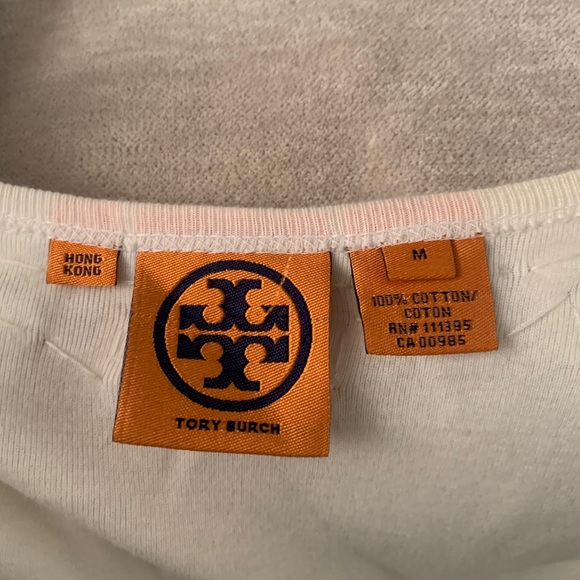 HONG
KONG
TORY BURCH
M
100% COTTON/
COTON
RN# 111395
CA 00985